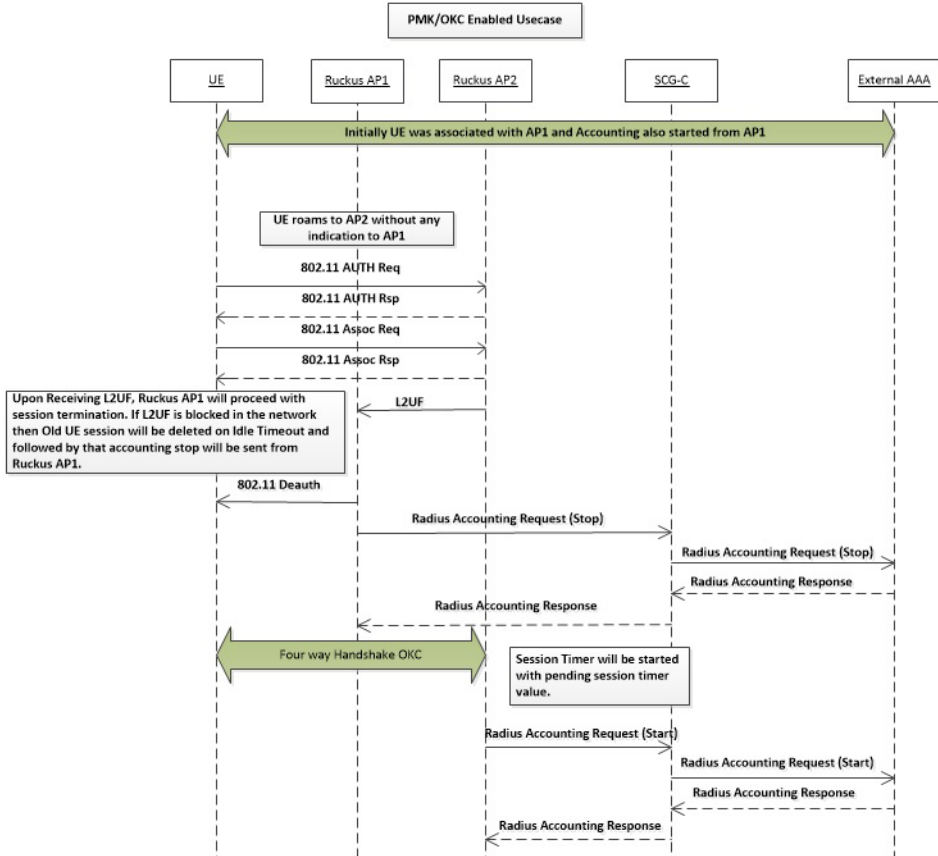 PMK/OKC Enabled Usecase
UE
Ruckus AP1
Ruckus AP2
SCG-C
External AAA
Initially UE was associated with AP1 and Accounting also started from AP1
UE roams to AP2 without any
indication to AP1
802.11 AUTH Req
802.11 AUTH Rsp
802.11 Assoc Req
802.11 Assoc Rsp
Upon Receiving L2UF, Ruckus AP1 will proceed with
session termination. If L2UF is blocked in the network
then Old UE session will be deleted on Idle Timeout and
followed by that accounting stop will be sent from
Ruckus AP1.
L2UF
802.11 Deauth
Radius Accounting Request (Stop)
Radius Accounting Request (Stop)
Radius Accounting Response
Radius Accounting Response
Four way Handshake OKC
Session Timer will be started
with pending session timer
value.
Radius Accounting Request (Start)
Radius Accounting Request (Start)
Radius Accounting Response
Radius Accounting Response